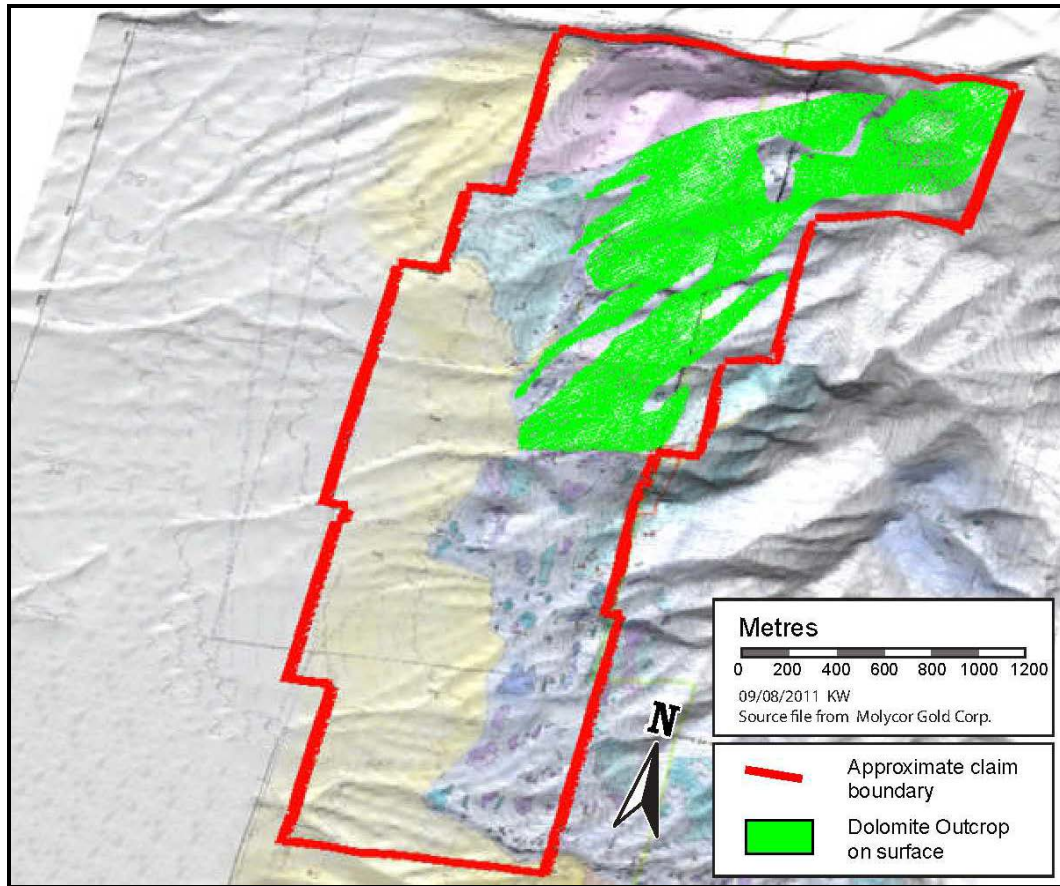 N
Metres
0 200 400 600 800 1000 1200
09/08/2011 KW
Source file from Molycor Gold Corp.
Approximate claim
boundary
Dolomite Outcrop
on surface